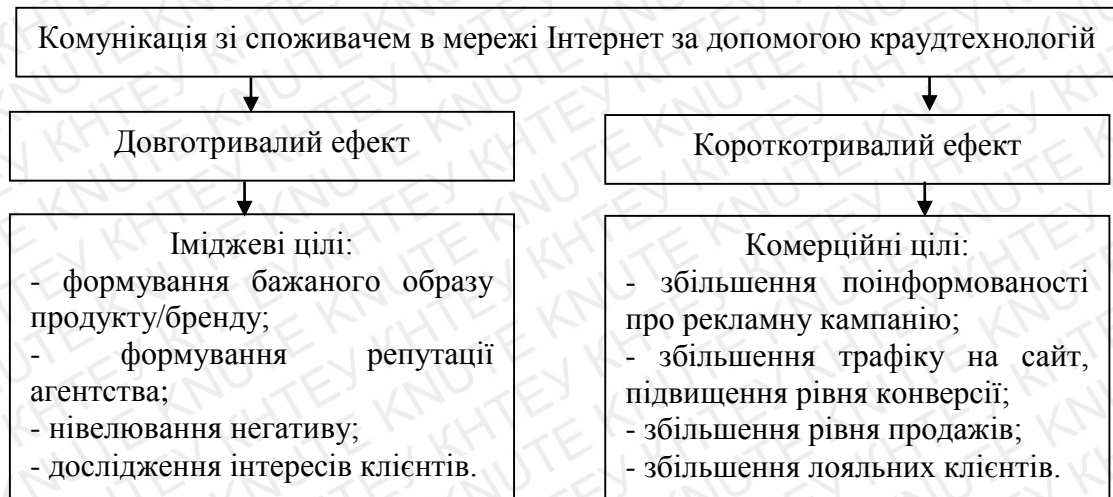 Комунікація зі споживачем в мережі Інтернет за допомогою краудтехнологій
Довготривалий ефект
Короткотривалий ефект
Іміджеві цілі:
- формування бажаного образу
продукту/бренду;
- формування репутації
агентства;
- нівелювання негативу;
- дослідження інтересів клієнтів.
Комерційні цілі:
- збільшення поінформованості
про рекламну кампанію;
- збільшення трафіку на сайт,
підвищення рівня конверсії;
- збільшення рівня продажів;
- збільшення лояльних клієнтів.